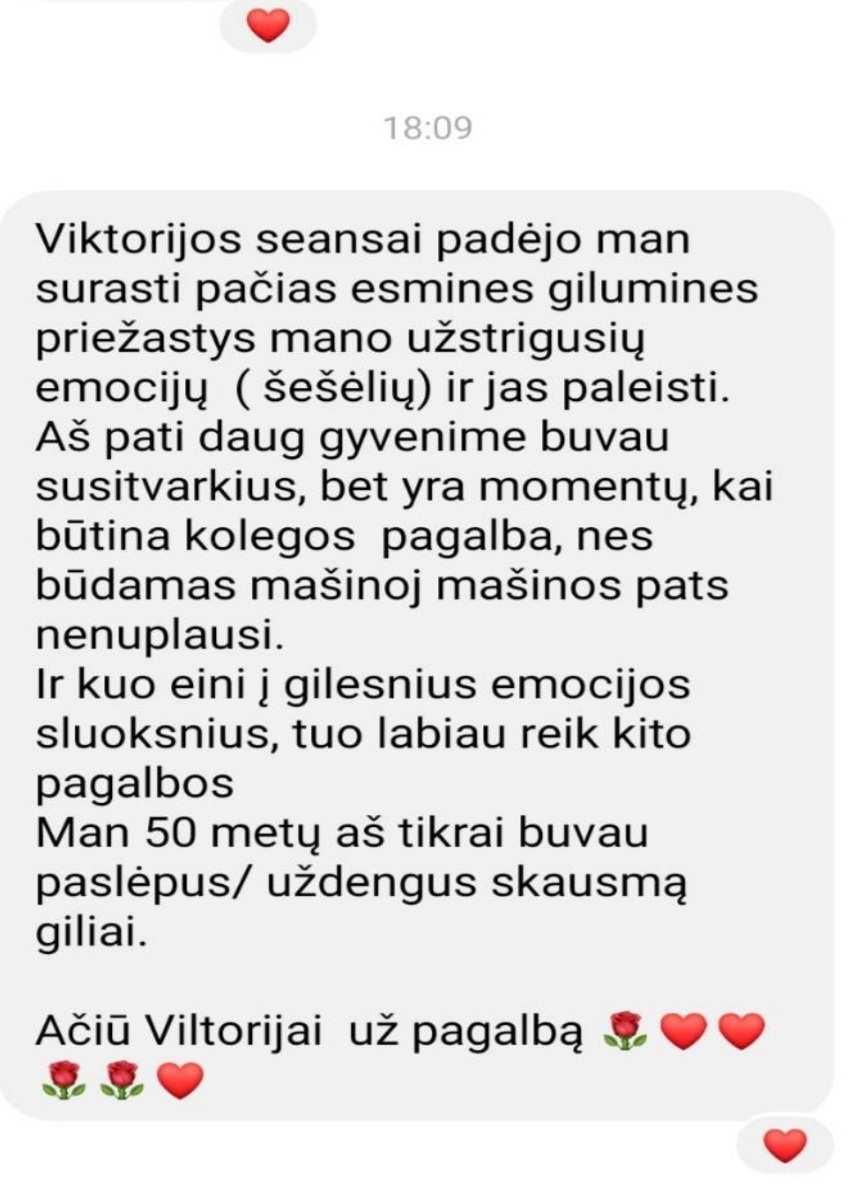 18:09
Viktorijos seansai padėjo man
surasti pačias esmines gilumines
priežastys mano užstrigusių
emocijų  ( šešėlių) ir jas paleisti.
Aš pati daug gyvenime buvau
susitvarkius, bet yra momentų, kai
būtina kolegos  pagalba, nes
būdamas mašinoj mašinos pats
nenuplausi.
Ir kuo eini į gilesnius emocijos
sluoksnius, tuo labiau reik kito
pagalbos
Man 50 metų aš tikrai buvau
paslėpus/ uždengus skausmą
giliai.
Ačiū Viltorijai  už pagalbą 🌹❤️❤️
🌹🌹❤️